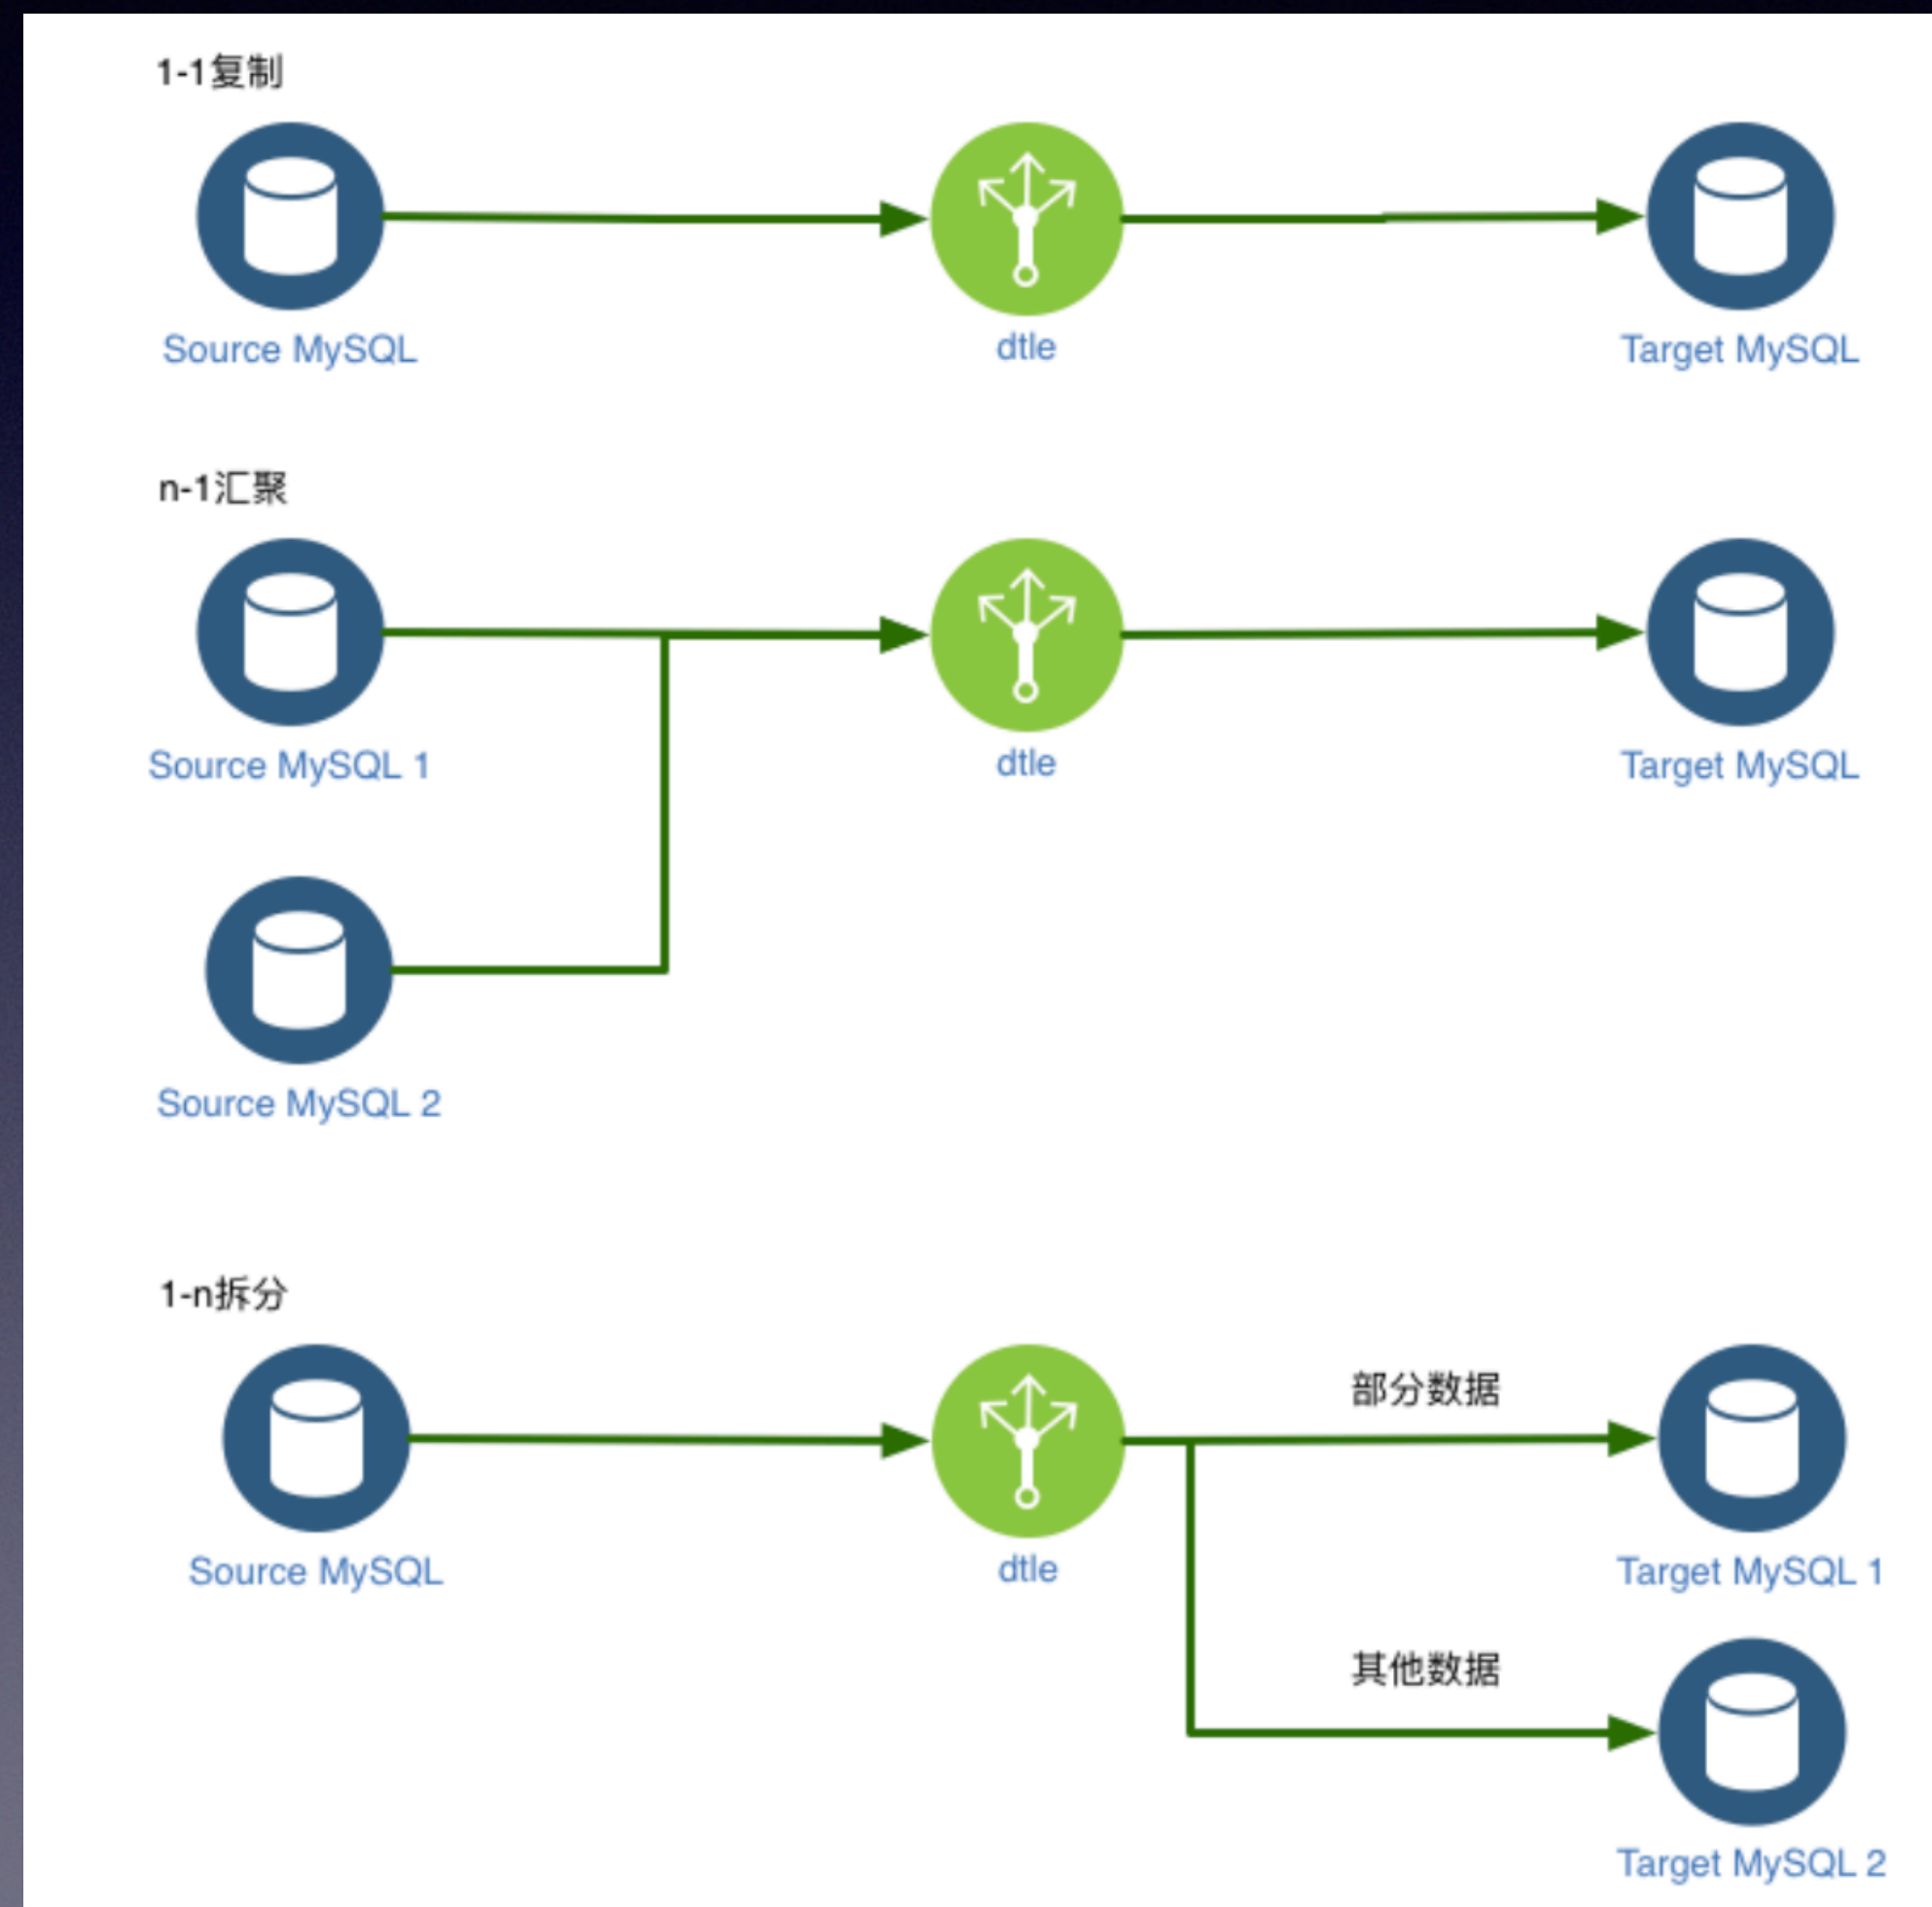 1-1复制
Source MySQL
dtle
Target MySQL
n-1汇聚
Source MySQL 1
dtle
Target MySQL
Source MySQL 2
1-n拆分
部分数据
Source MySQL
dtle
Target MySQL 1
其他数据
Target MySQL 2